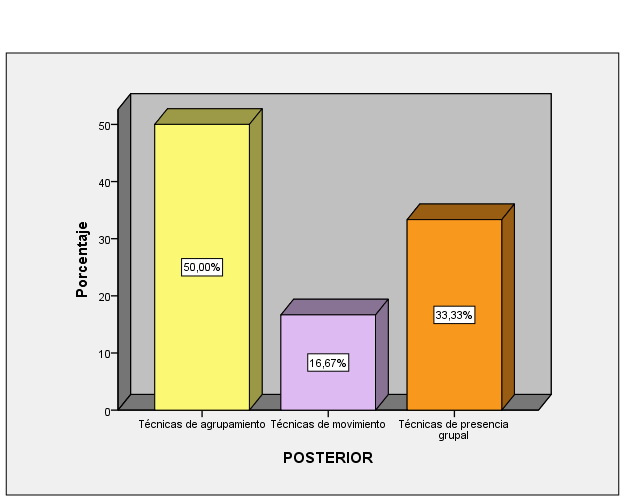 Porcentaje
50
40
30
20
10
0
50,00%
16,67%
33,33%
Técnicas de agrupamiento
Técnicas de movimiento
Técnicas de presencia
grupal
POSTERIOR